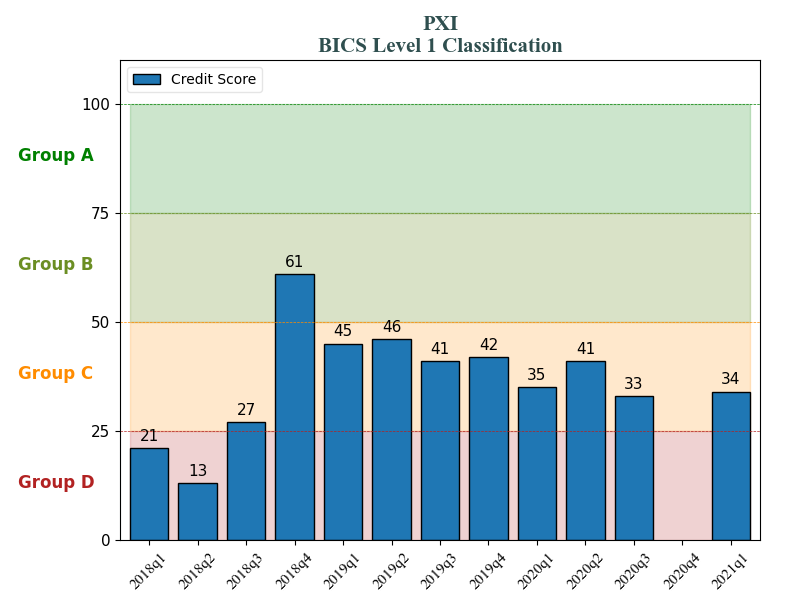 PXI
BICS Level 1 Classification
Credit Score
100
Group A
75
Group B
61
50
45
46
41
42
41
Group C
35
33
34
27
25
21
13
Group D
0
2018q1
2018q2
2018q3
2018q4
2019q1
2019q2
2019q3
2019q4
2020q1
2020q2
2020q3
2020q4
2021q1